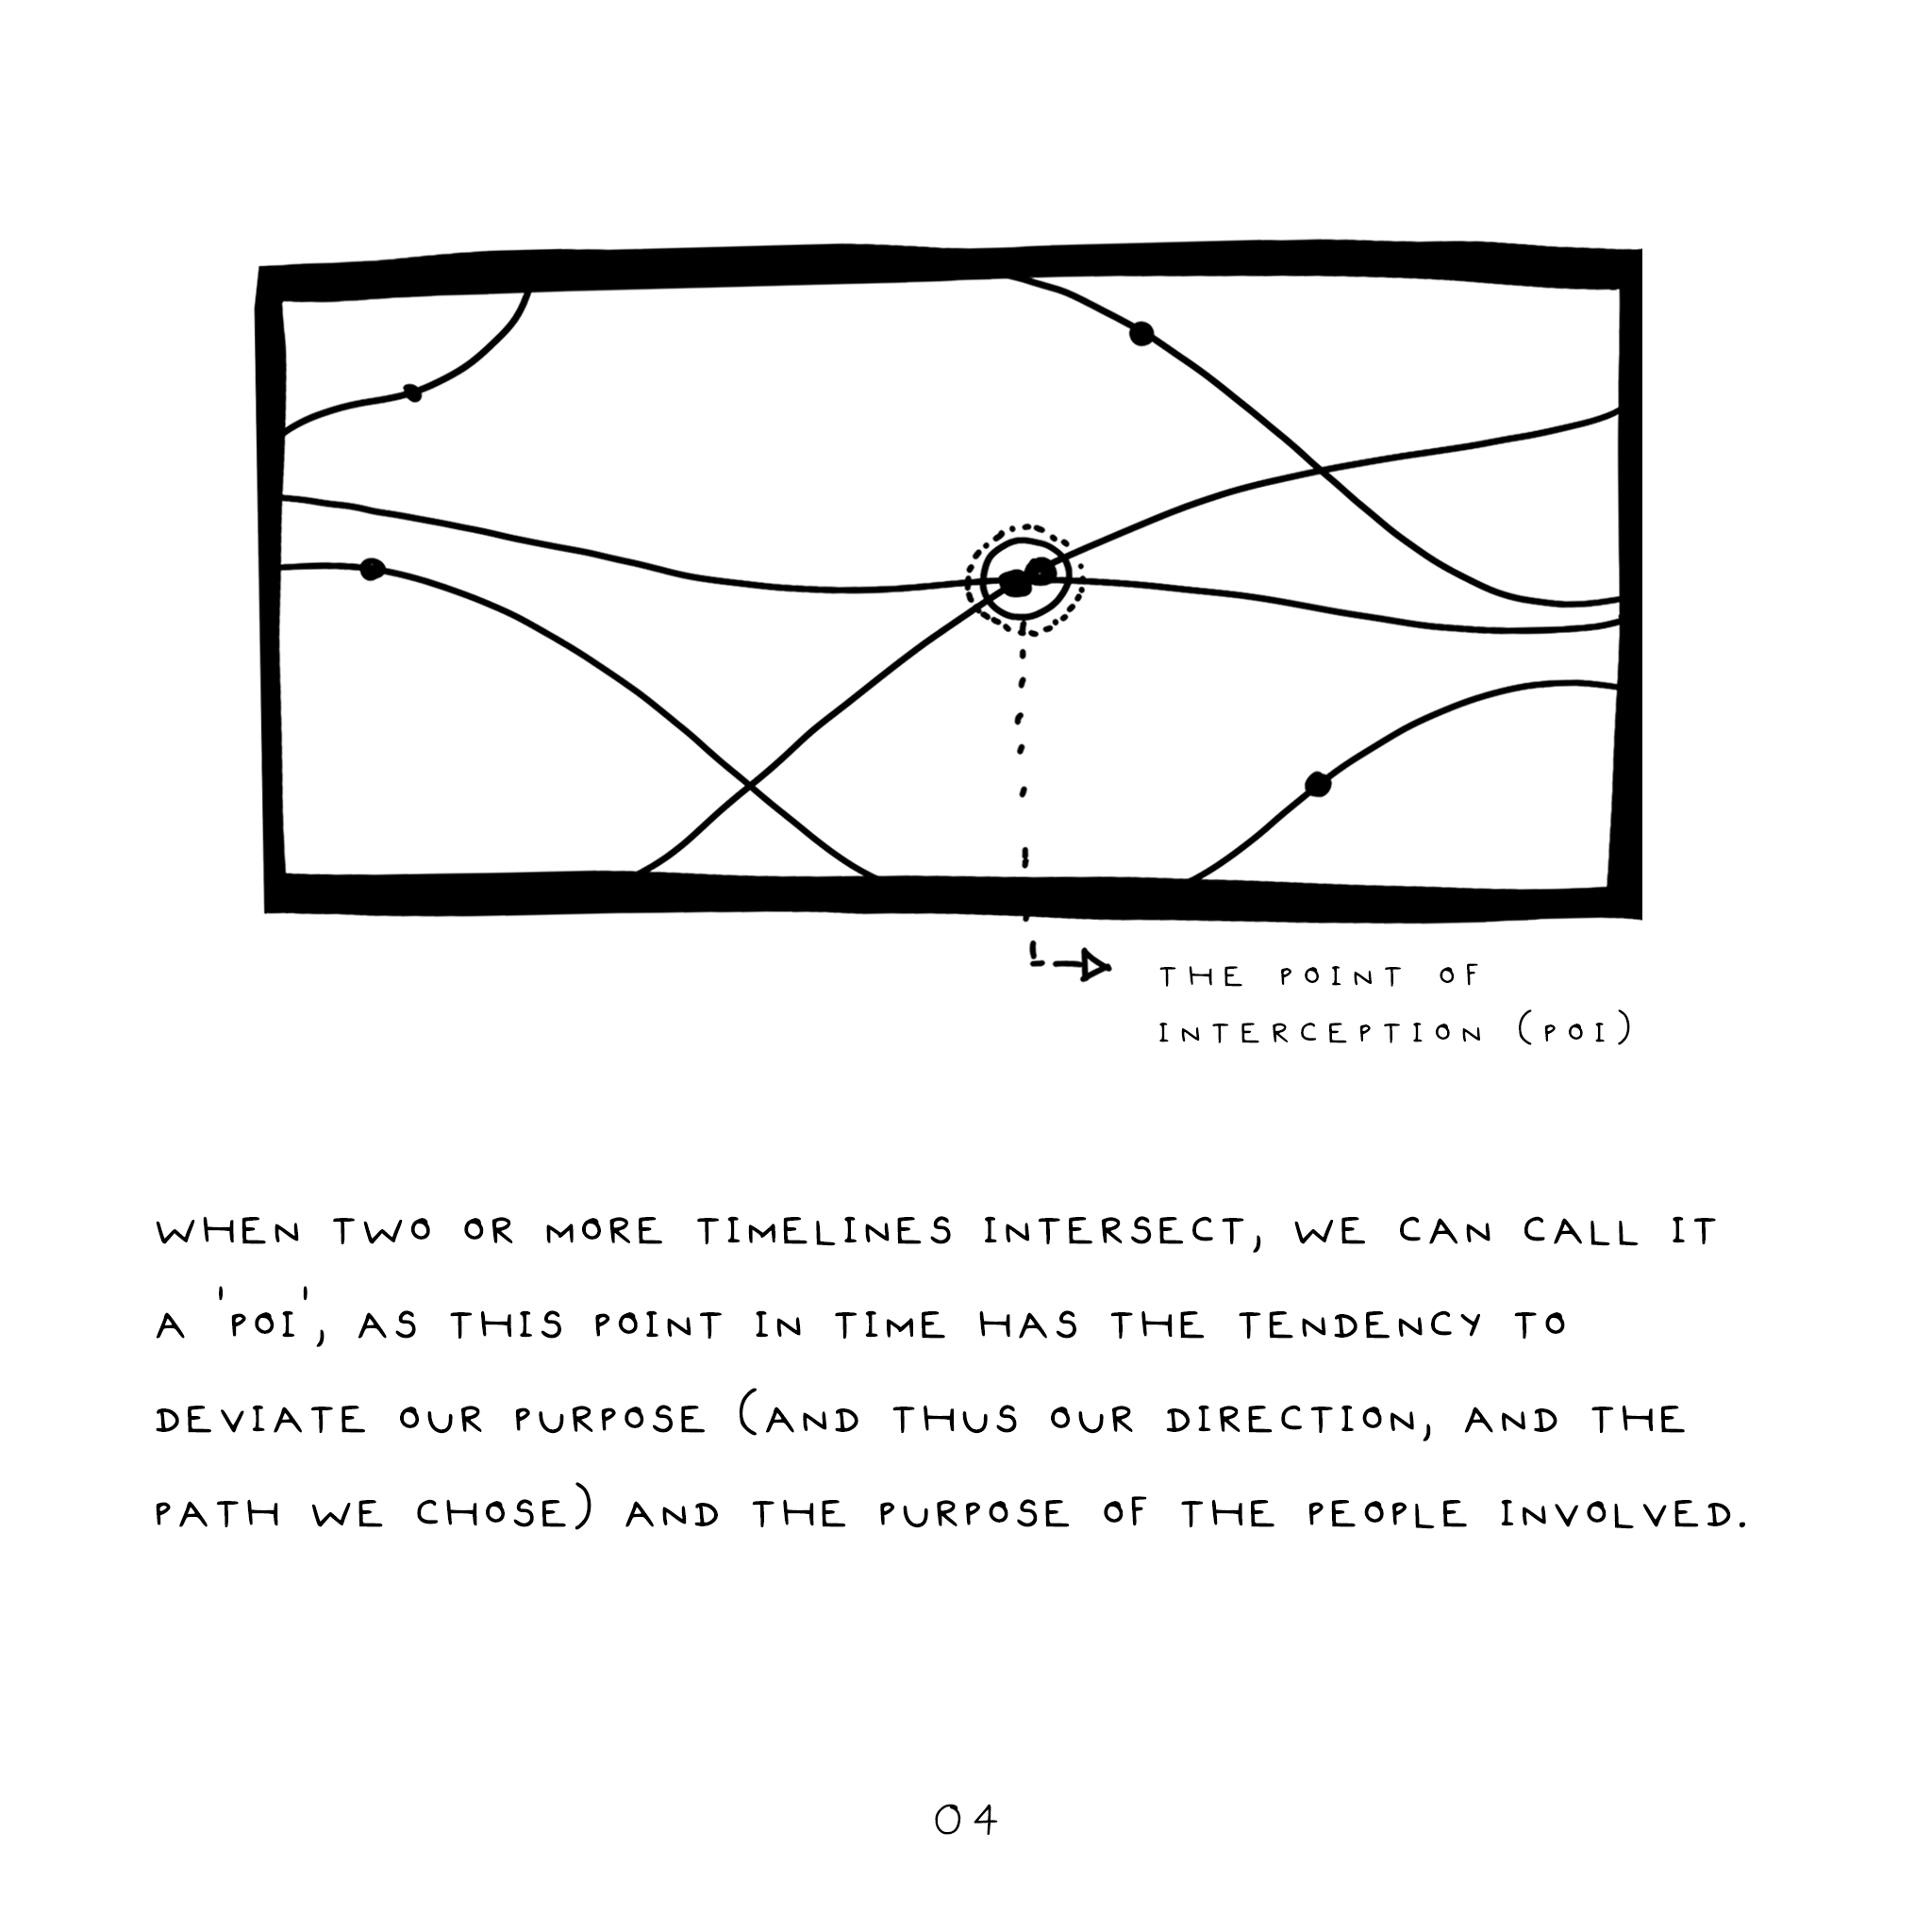 THE POINT OF
INTERCEPTION (POI)
WHEN TWO OR MORE TIMELINES INTERSECT, WE CAN CALL IT
A 'POI', AS THIS POINT IN TIME HAS THE TENDENCY TO
DEVIATE OUR PURPOSE (AND THUS OUR DIRECTION, AND THE
PATH WE CHOSE) AND THE PURPOSE OF THE PEOPLE INVOLVED.
04